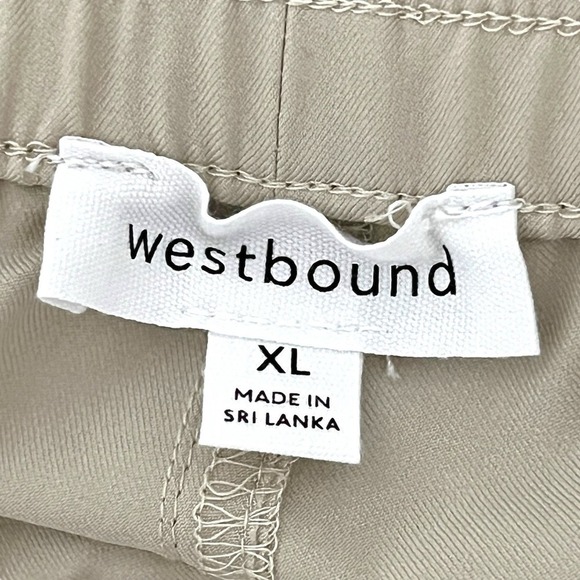 westbound
XL
MADE IN
SRI LANKA